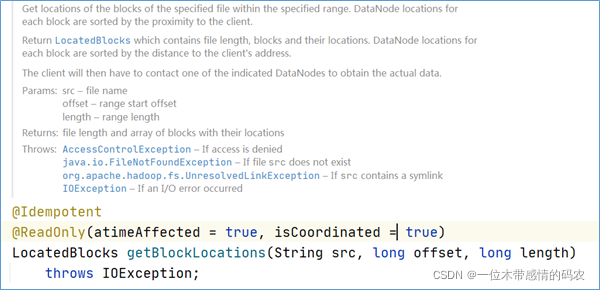 Get locations of the blocks of the specified file within the specified range. DataNode locations for
each block are sorted by the proximity to the client.
Return LocatedBlocks which contains file length, blocks and their locations. DataNode locations for
each block are sorted by the distance to the client's address.
The client will then have to contact one of the indicated DataNodes to obtain the actual data.
Params: src – file name
offset – range start offset
length – range length
Returns: file length and array of blocks with their locations
Throws: AccessControlException – If access is denied
java.io.FileNotFoundException – If file src does not exist
org.apache.hadoop.fs.UnresolvedLinkException – If src contains a symlink
IOException – If an I/O error occurred
@Idempotent
@ReadOnly(atimeAffected = true, isCoordinated = true)
LocatedBlocks getBlockLocations(String src, long offset, long length)
throws IOException;
CSDN @一位木带感情的码农